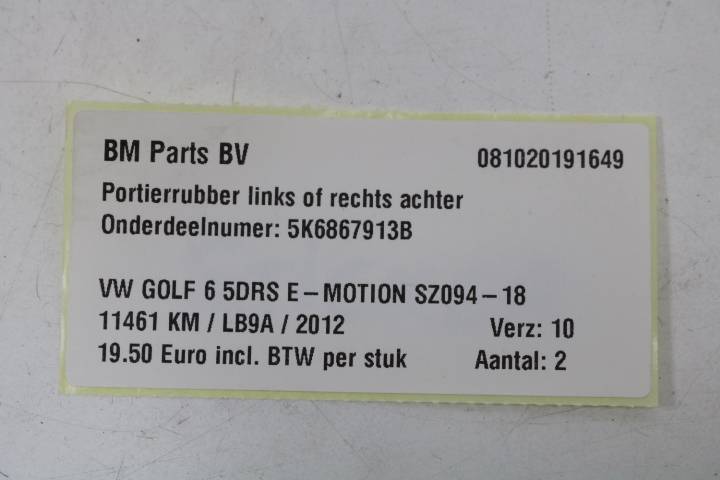 BM Parts BV 081020191649
Portierrubber links of rechts achter
Onderdeelnumer: 5K6867913B
VW GOLF 6 5DRS E-MOTION SZ094-18
11461 KM / LB9A / 2012 Verz: 10
19.50 Euro incl. BTW per stuk Aantal: 2